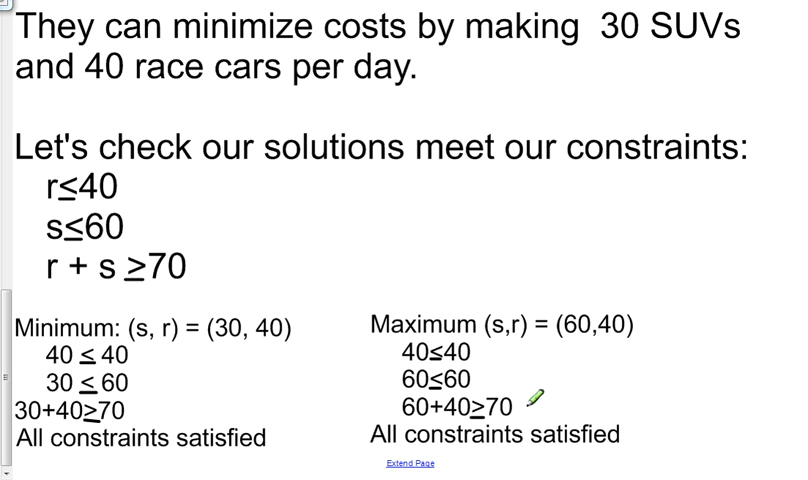 They can minimize costs by making 30 SUVs
and 40 race cars per day.
Let's check our solutions meet our constraints:
r≤40
s≤60
r + s ≥70
Minimum: (s, r) = (30, 40)
40 ≤ 40
30 ≤ 60
30+40≥70
All constraints satisfied
Maximum (s,r) = (60,40)
40≤40
60≤60
60+40≥70
All constraints satisfied
Extend Page